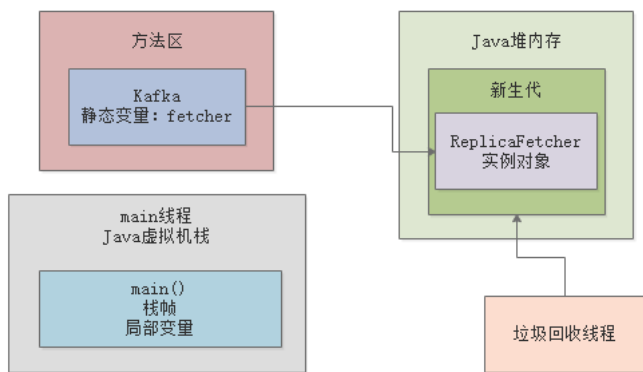 方法区
Kafka
静态变量：fetcher
Java堆内存
新生代
ReplicaFetcher
实例对象
main线程
Java虚拟机栈
main()
栈帧
局部变量
垃圾回收线程